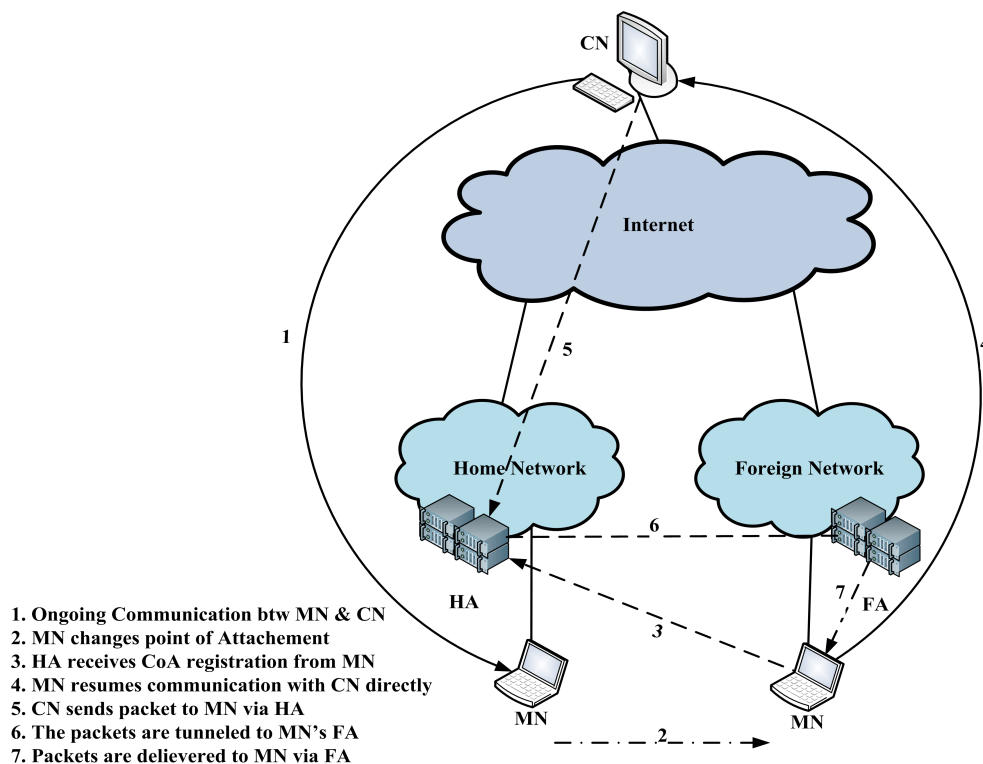 CN
Internet
1
4
5
Home Network
Foreign Network
6
7
HA
FA
3
1. Ongoing Communication btw MN & CN
2. MN changes point of Attachement
3. HA receives CoA registration from MN
4. MN resumes communication with CN directly
5. CN sends packet to MN via HA
6. The packets are tunneled to MN's FA
7. Packets are delievered to MN via FA
MN
MN
2